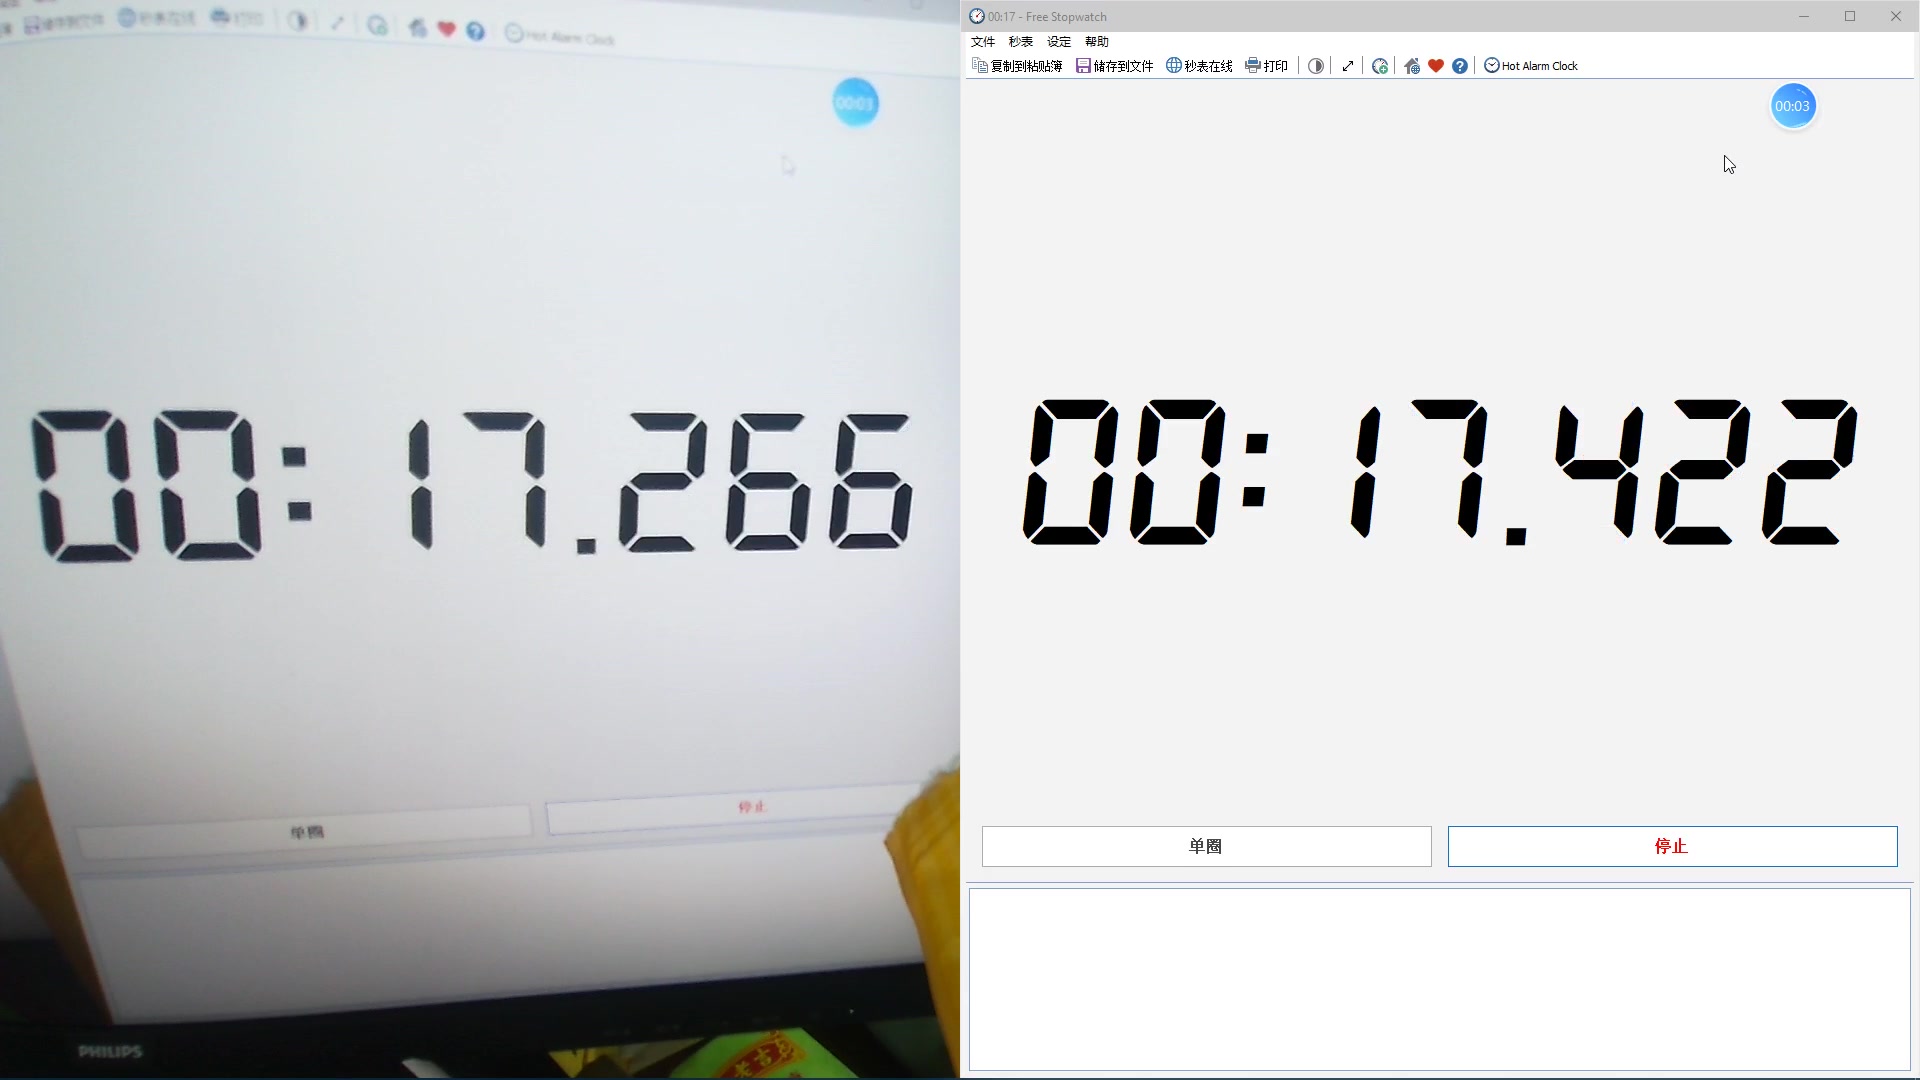 储存到文件 秒表在线 打印 Hot Alarm Clock
00:03
00:17.266
单圈 停止
PHILIPS
00:17 - Free Stopwatch
文件 秒表 设定 帮助
复制到粘贴簿 储存到文件 秒表在线 打印 Hot Alarm Clock
00:03
00:17.422
单圈 停止